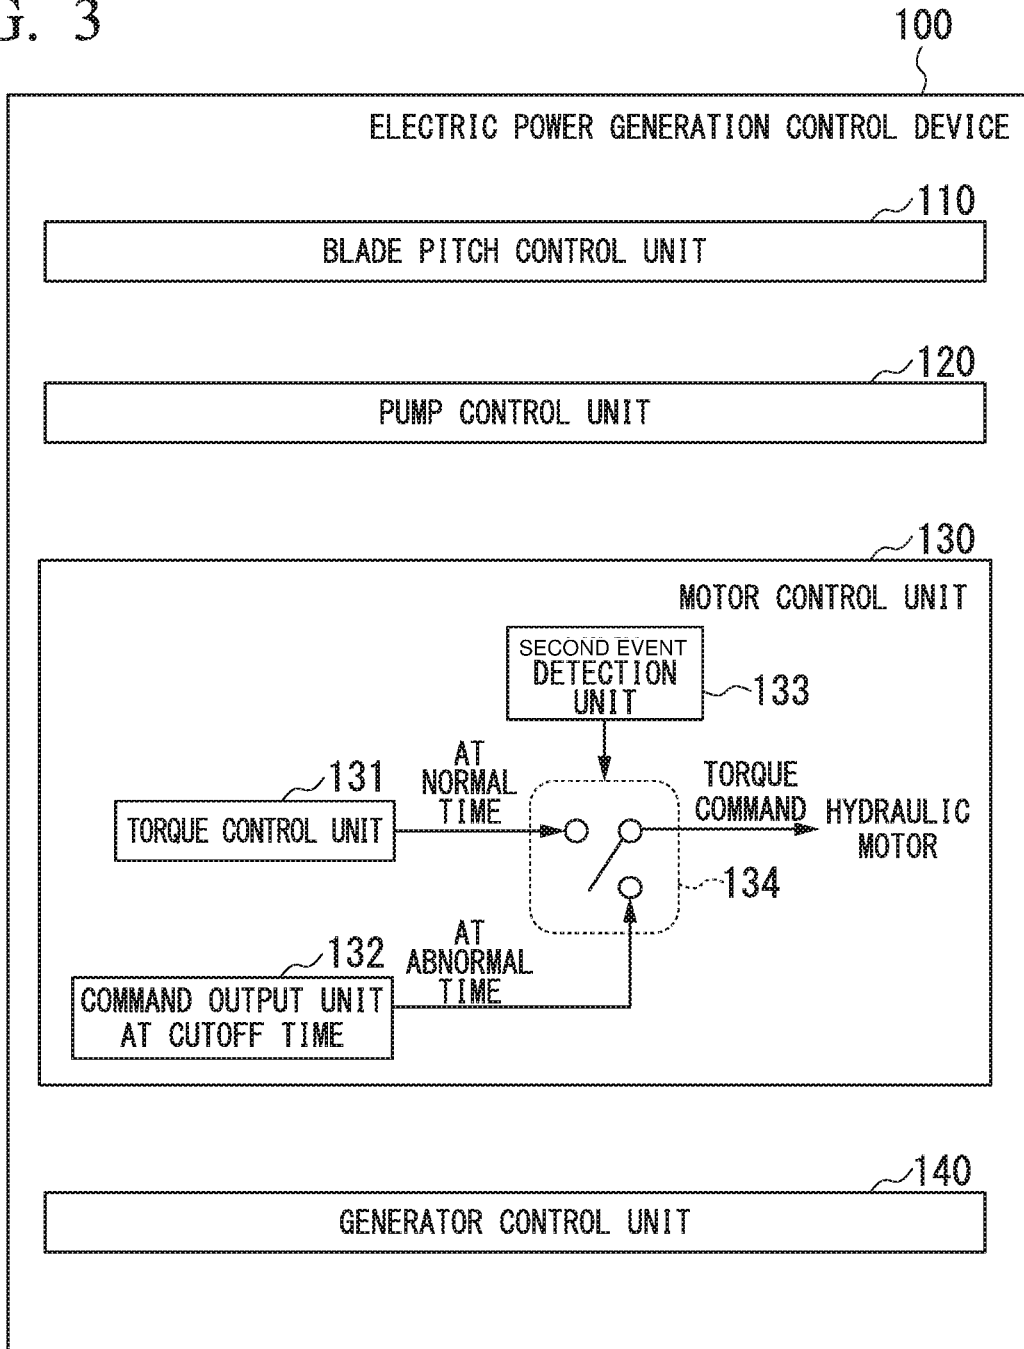 G. 3
100
ELECTRIC POWER GENERATION CONTROL DEVICE
110
BLADE PITCH CONTROL UNIT
120
PUMP CONTROL UNIT
130
MOTOR CONTROL UNIT
SECOND EVENT
DETECTION
UNIT
133
131
TORQUE CONTROL UNIT
AT
NORMAL
TIME
TORQUE
COMMAND
HYDRAULIC
MOTOR
134
132
COMMAND OUTPUT UNIT
AT CUTOFF TIME
AT
ABNORMAL
TIME
140
GENERATOR CONTROL UNIT